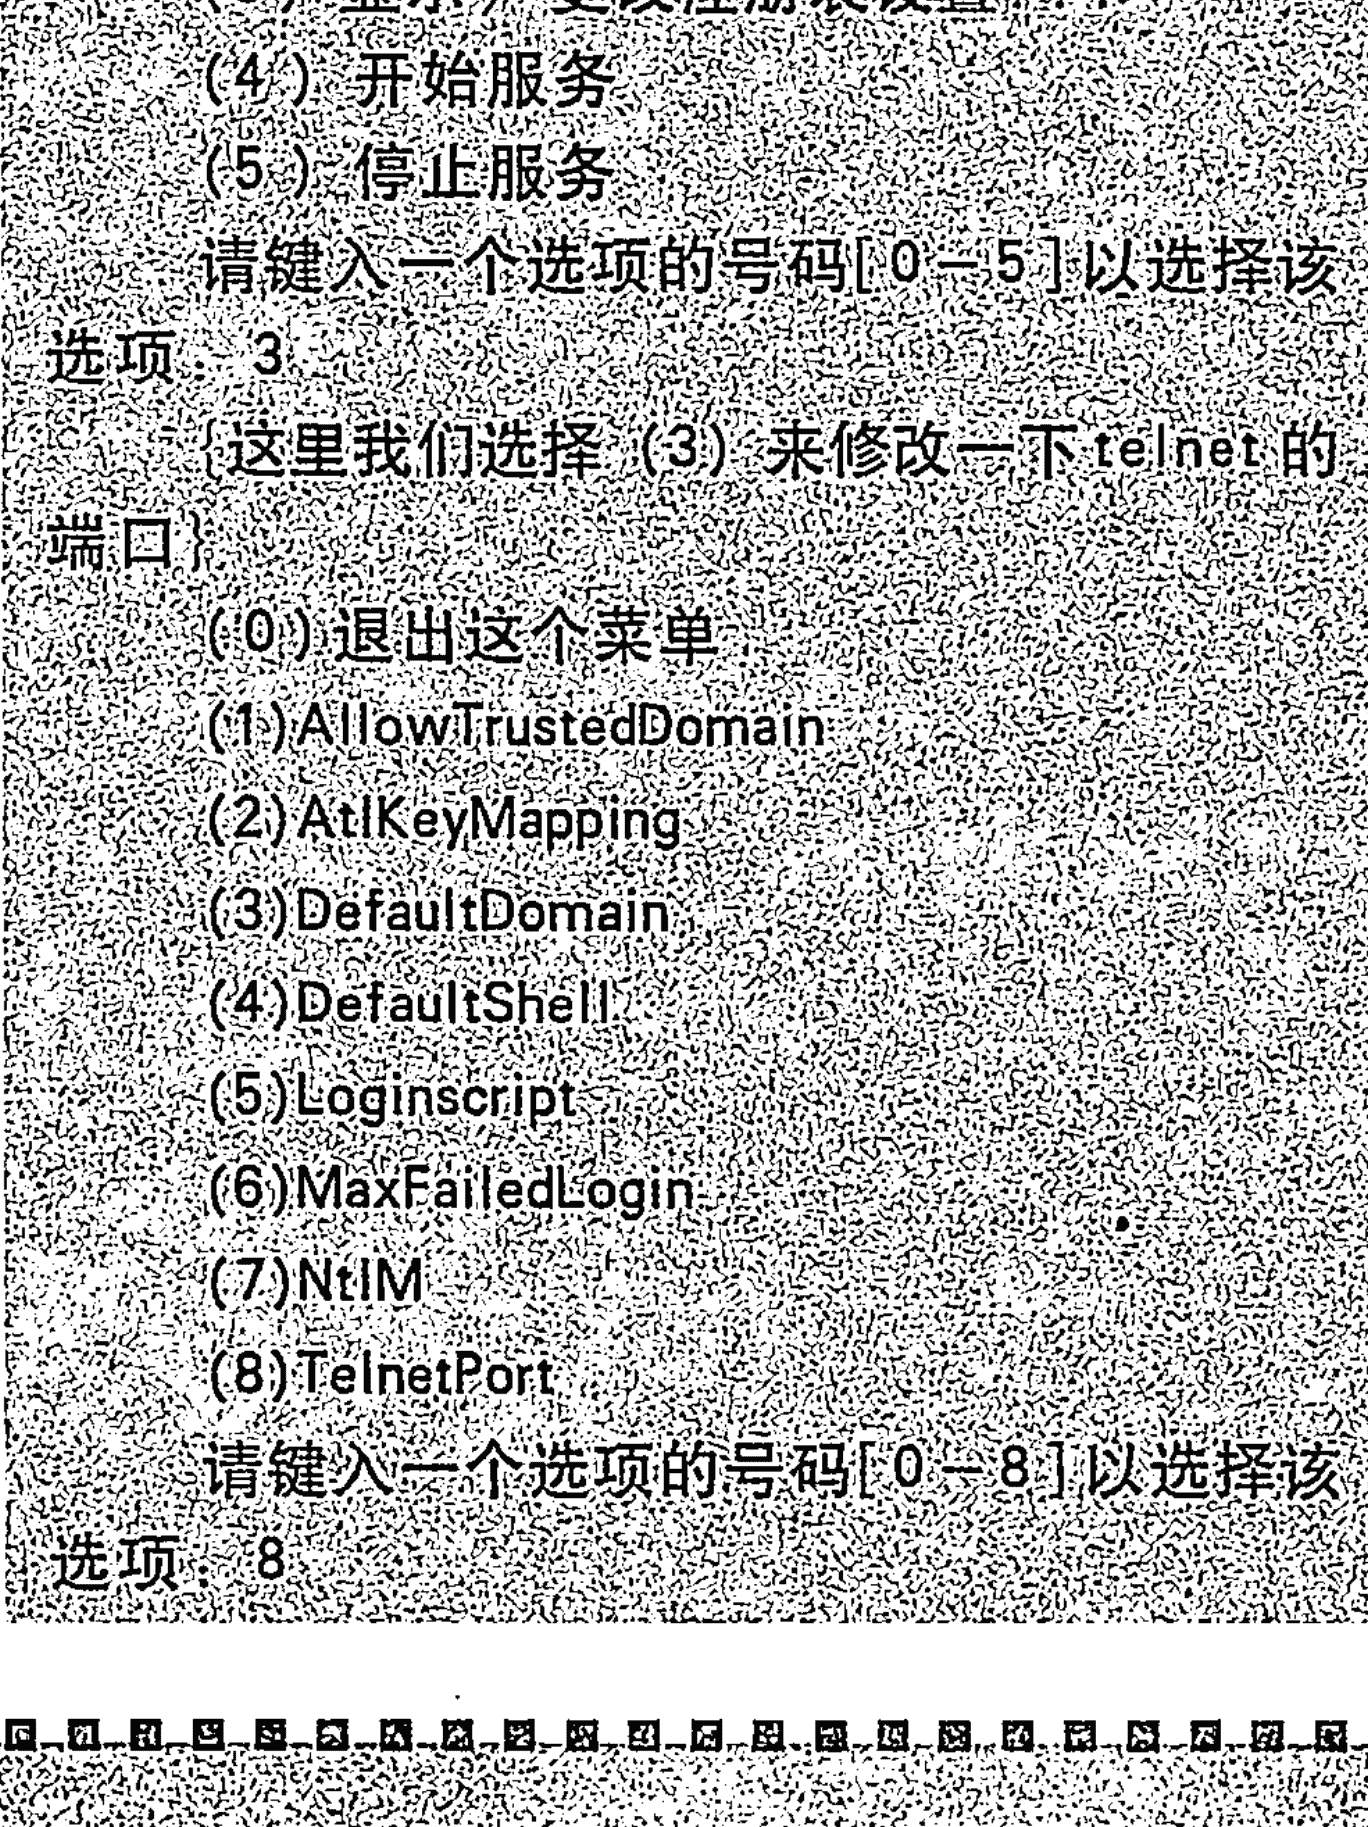 (4) 开始服务
(5) 停止服务
请键入一个选项的号码[0-5]以选择该
选项: 3
{这里我们选择 (3) 来修改一下telnet的
端口}
(0)退出这个菜单
(1)AllowTrustedDomain
(2)AtlKeyMapping
(3)DefaultDomain
(4)DefaultShell
(5)Loginscript
(6)MaxFailedLogin
(7)NtlM
(8)TelnetPort
请键入一个选项的号码[0-8]以选择该
选项: 8